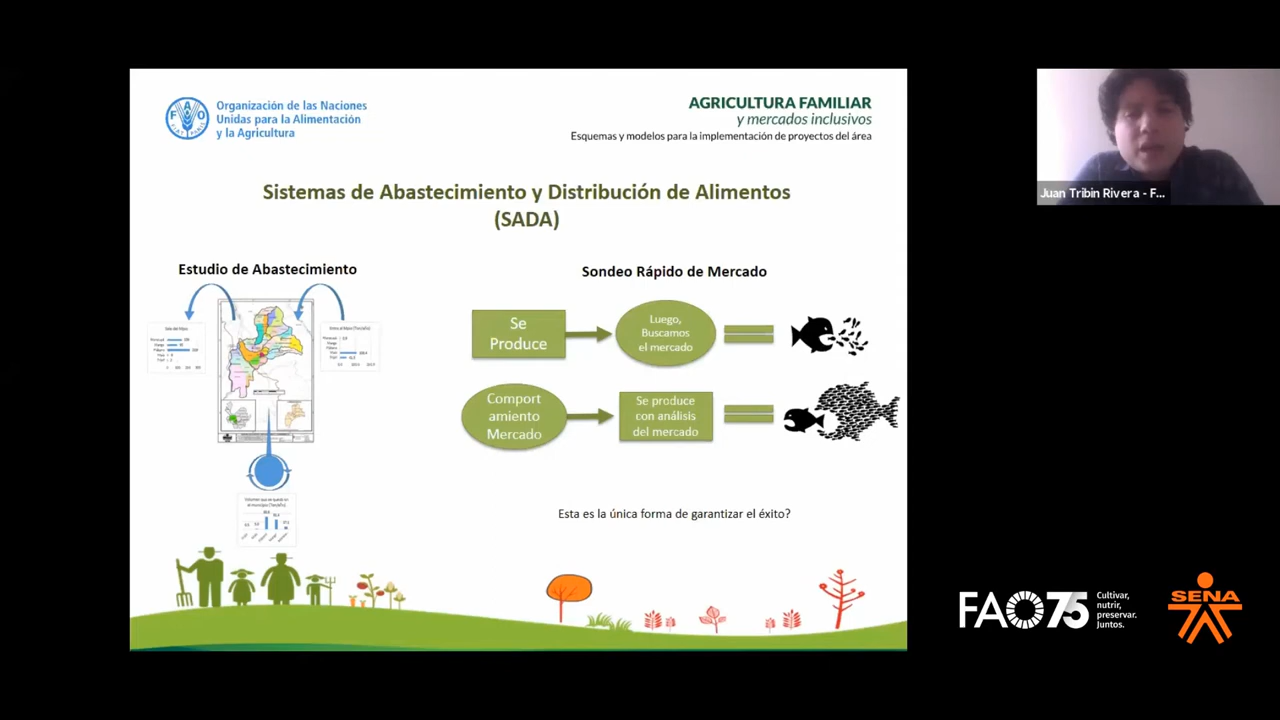 Organización de las Naciones
Unidas para la Alimentación
y la Agricultura
AGRICULTURA FAMILIAR
y mercados inclusivos
Esquemas y modelos para la implementación de proyectos del área
Sistemas de Abastecimiento y Distribución de Alimentos
(SADA)
Estudio de Abastecimiento
Sondeo Rápido de Mercado
Se
Produce
Luego,
Buscamos
el mercado
Comport
amiento
Mercado
Se produce
con análisis
del mercado
Esta es la única forma de garantizar el éxito?
Juan Tribin Rivera - F...
FAO 75
Cultivar,
nutrir,
preservar.
Juntos.
SENA